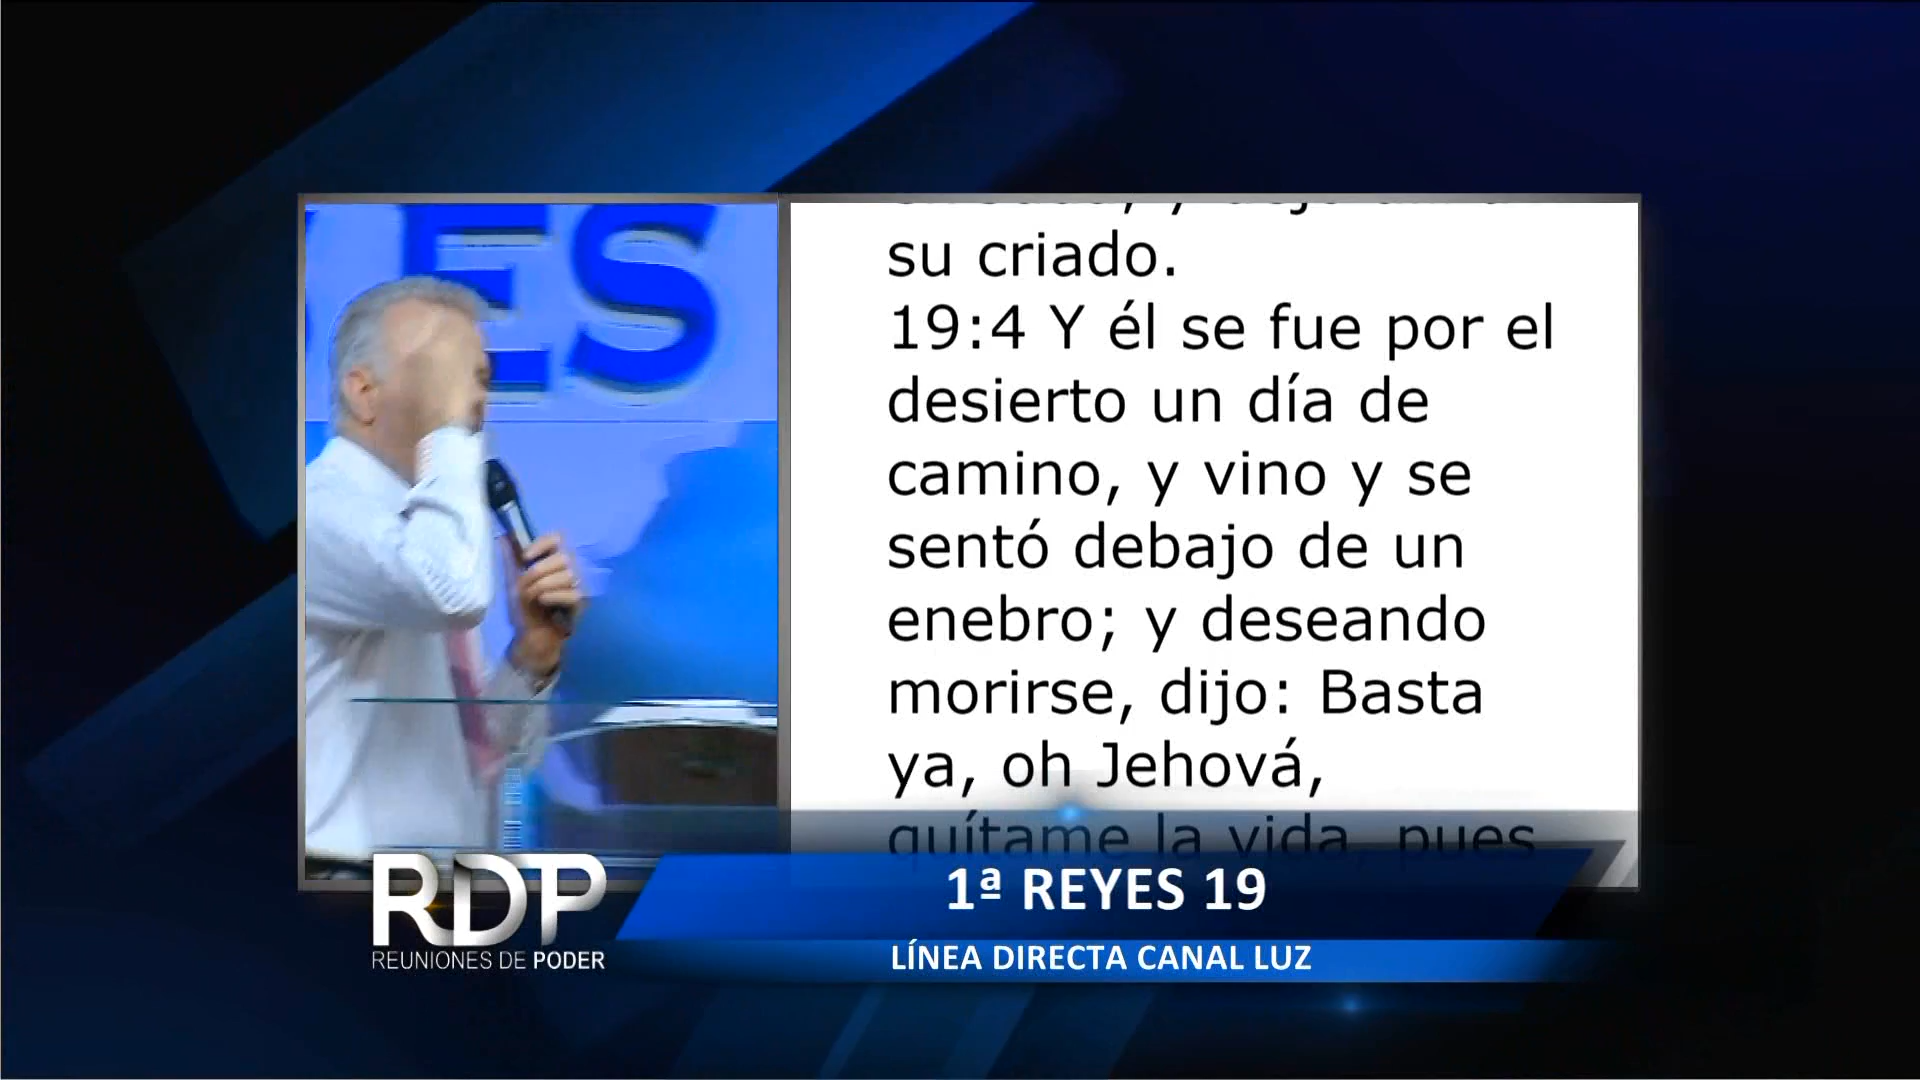 ES
su criado.
19:4 Y él se fue por el
desierto un día de
camino, y vino y se
sentó debajo de un
enebro; y deseando
morirse, dijo: Basta
ya, oh Jehová,
quítame la vida, pues
RDP
REUNIONES DE PODER
1ª REYES 19
LÍNEA DIRECTA CANAL LUZ